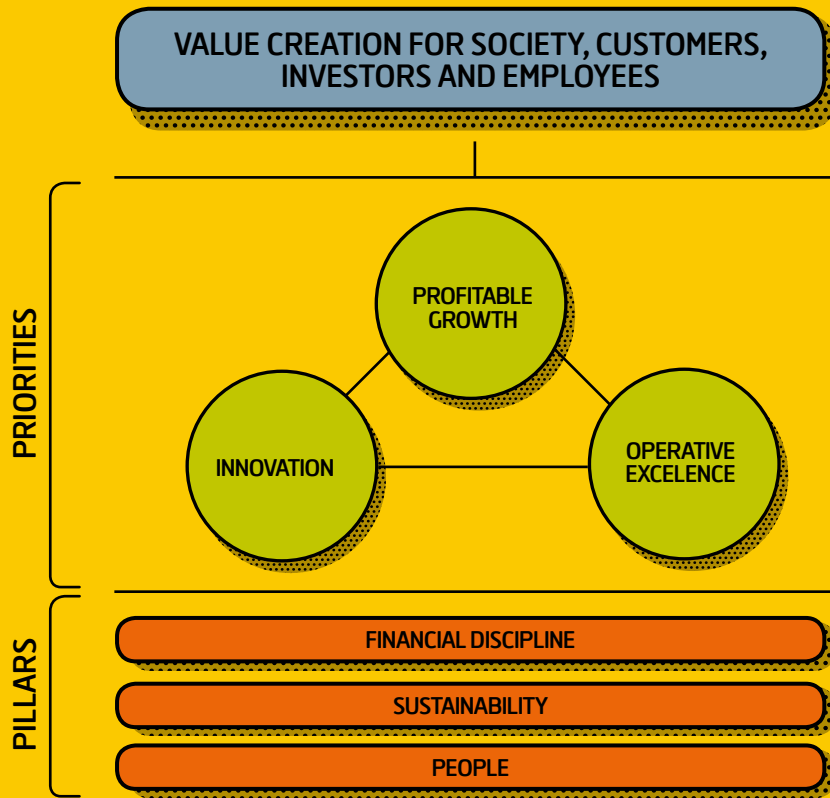 VALUE CREATION FOR SOCIETY, CUSTOMERS,
INVESTORS AND EMPLOYEES
PRIORITIES
PROFITABLE
GROWTH
INNOVATION
OPERATIVE
EXCELENCE
PILLARS
FINANCIAL DISCIPLINE
SUSTAINABILITY
PEOPLE